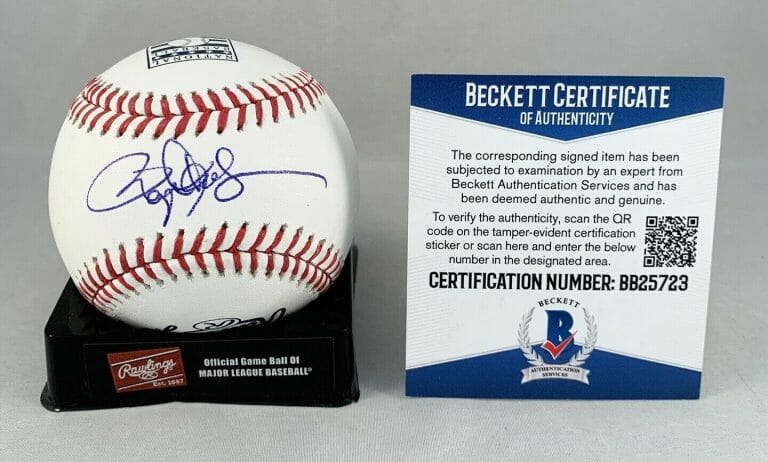 NATIONAL
BASEBALL
Rawlings
Est. 1887
Official Game Ball Of
MAJOR LEAGUE BASEBALL®
BECKETT CERTIFICATE
OF AUTHENTICITY
The corresponding signed item has been
subjected to examination by an expert from
Beckett Authentication Services and has
been deemed authentic and genuine.
To verify the authenticity, scan the QR
code on the tamper-evident certification
sticker or scan here and enter the below
number in the designated area.
CERTIFICATION NUMBER: BB25723
BECKETT
B
AUTHENTICATION
SERVICES